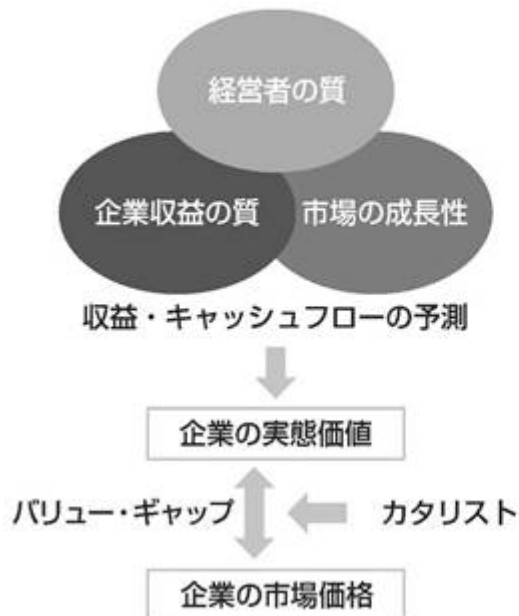 経営者の質
企業収益の質
市場の成長性
収益・キャッシュフローの予測
企業の実態価値
バリュー・ギャップ
カタリスト
企業の市場価格